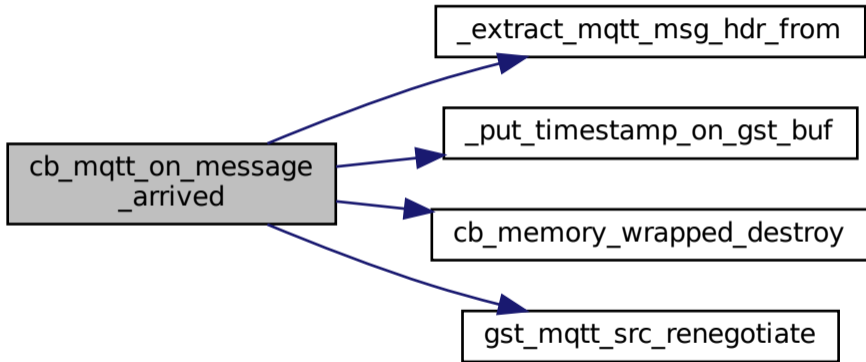 _extract_mqtt_msg_hdr_from
_put_timestamp_on_gst_buf
cb_mqtt_on_message
_arrived
cb_memory_wrapped_destroy
gst_mqtt_src_renegotiate